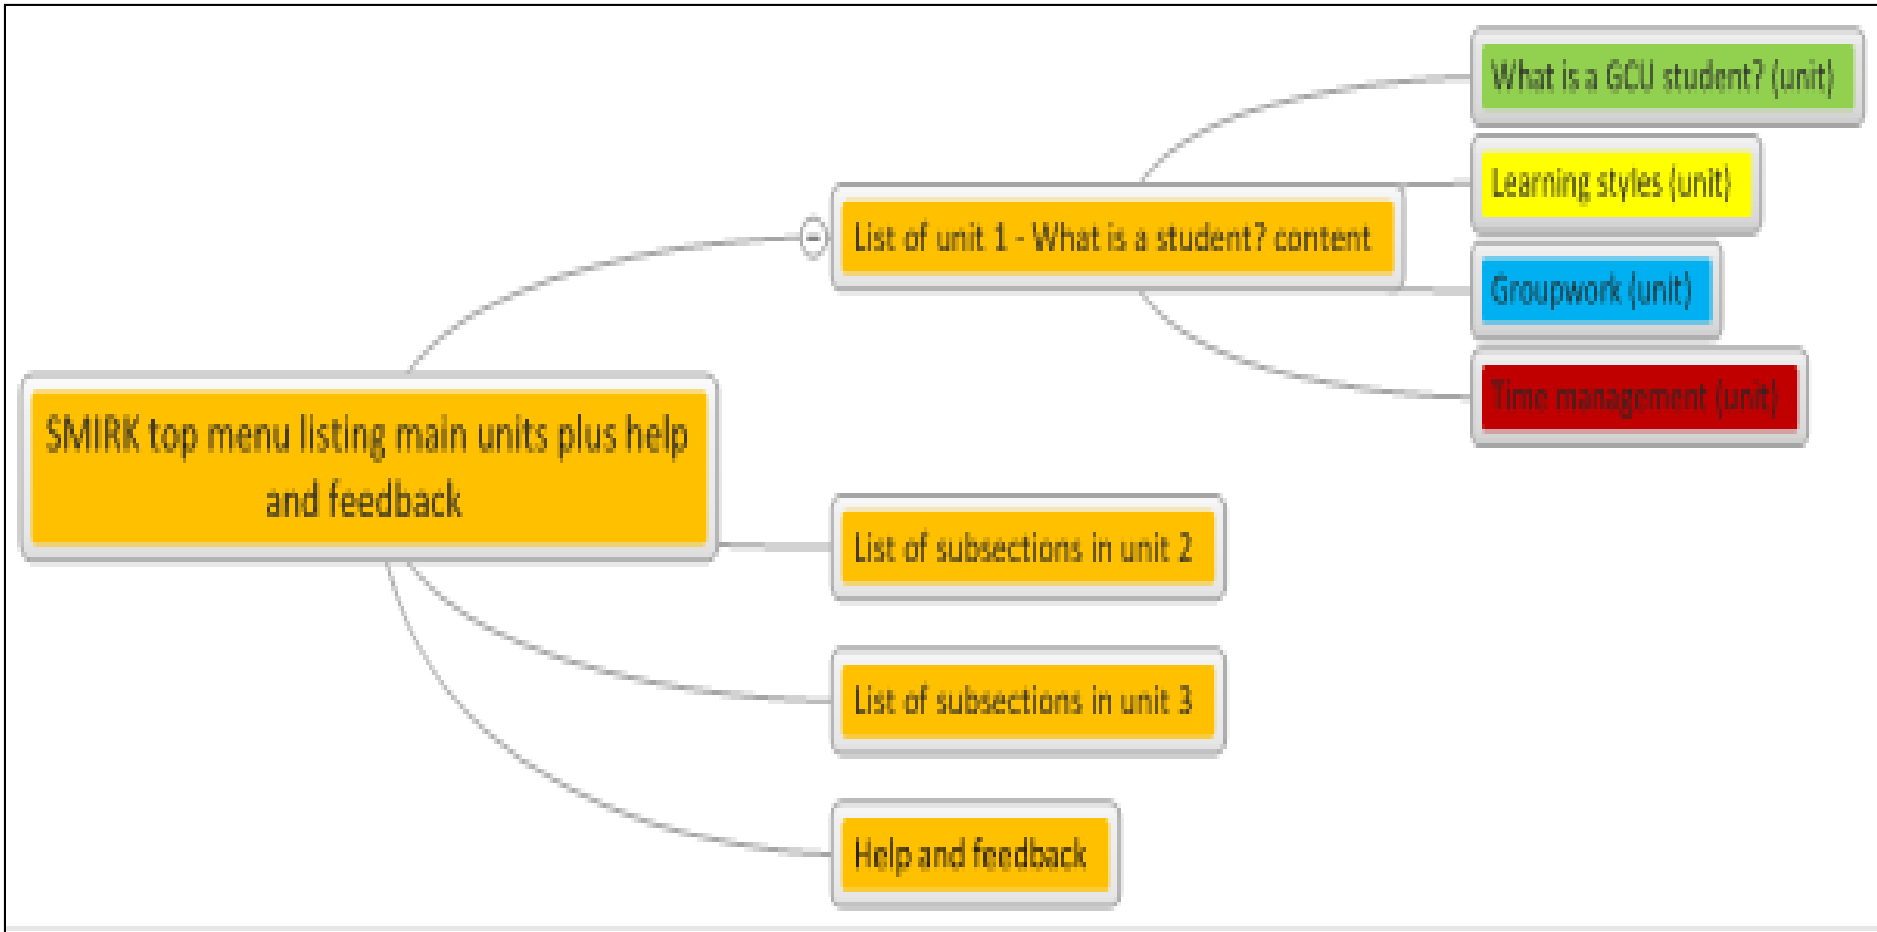 SMIRK top menu listing main units plus help
and feedback
List of unit 1 - What is a student? content
What is a GCU student? (unit)
Learning styles (unit)
Groupwork (unit)
Time management (unit)
List of subsections in unit 2
List of subsections in unit 3
Help and feedback